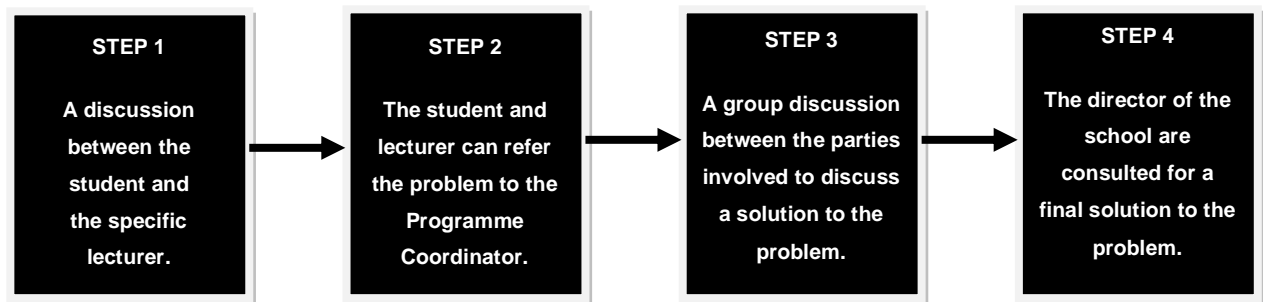 STEP 1
A discussion
between the
student and
the specific
lecturer.
STEP 2
The student and
lecturer can refer
the problem to the
Programme
Coordinator.
STEP 3
A group discussion
between the parties
involved to discuss
a solution to the
problem.
STEP 4
The director of the
school are
consulted for a
final solution to the
problem.